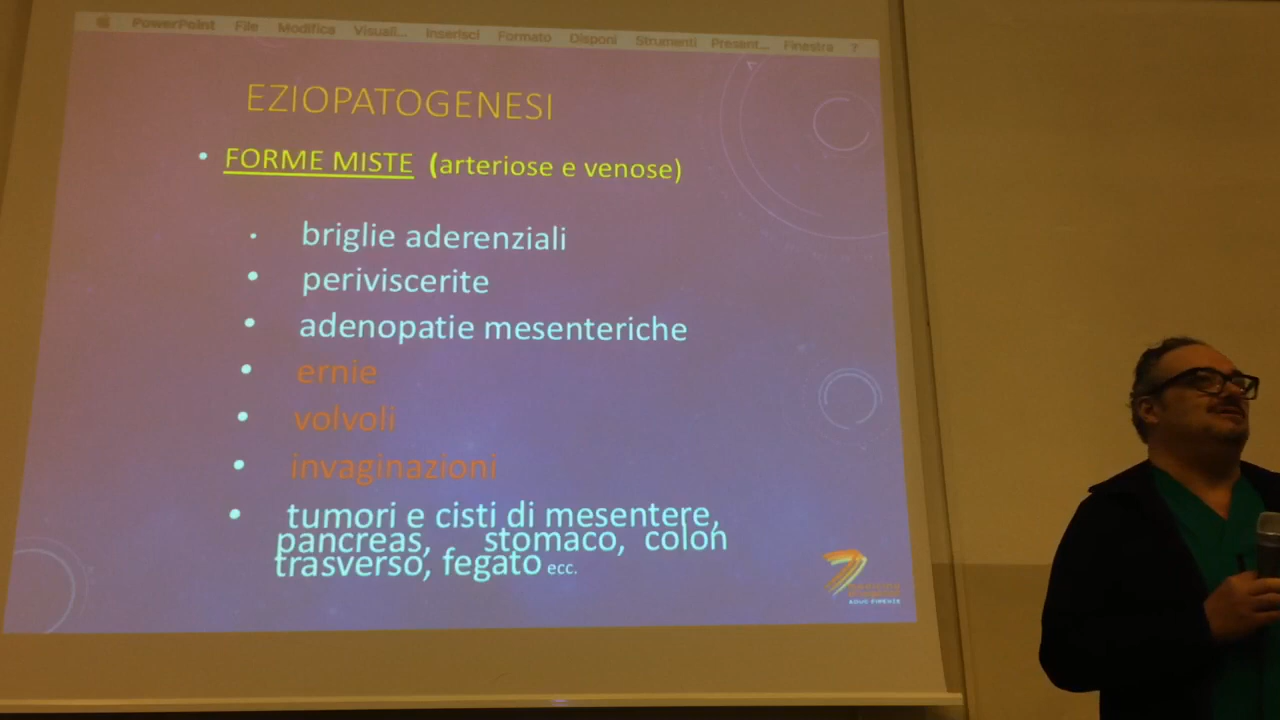 PowerPoint File Modifica Visuali... Inserisci Formato Disponi Strumenti Present... Finestra ?
EZIOPATOGENESI
• FORME MISTE (arteriose e venose)
• briglie aderenziali
• periviscerite
• adenopatie mesenteriche
• ernie
• volvoli
• invaginazioni
• tumori e cisti di mesentere,
pancreas, stomaco, colon
trasverso, fegato ecc.